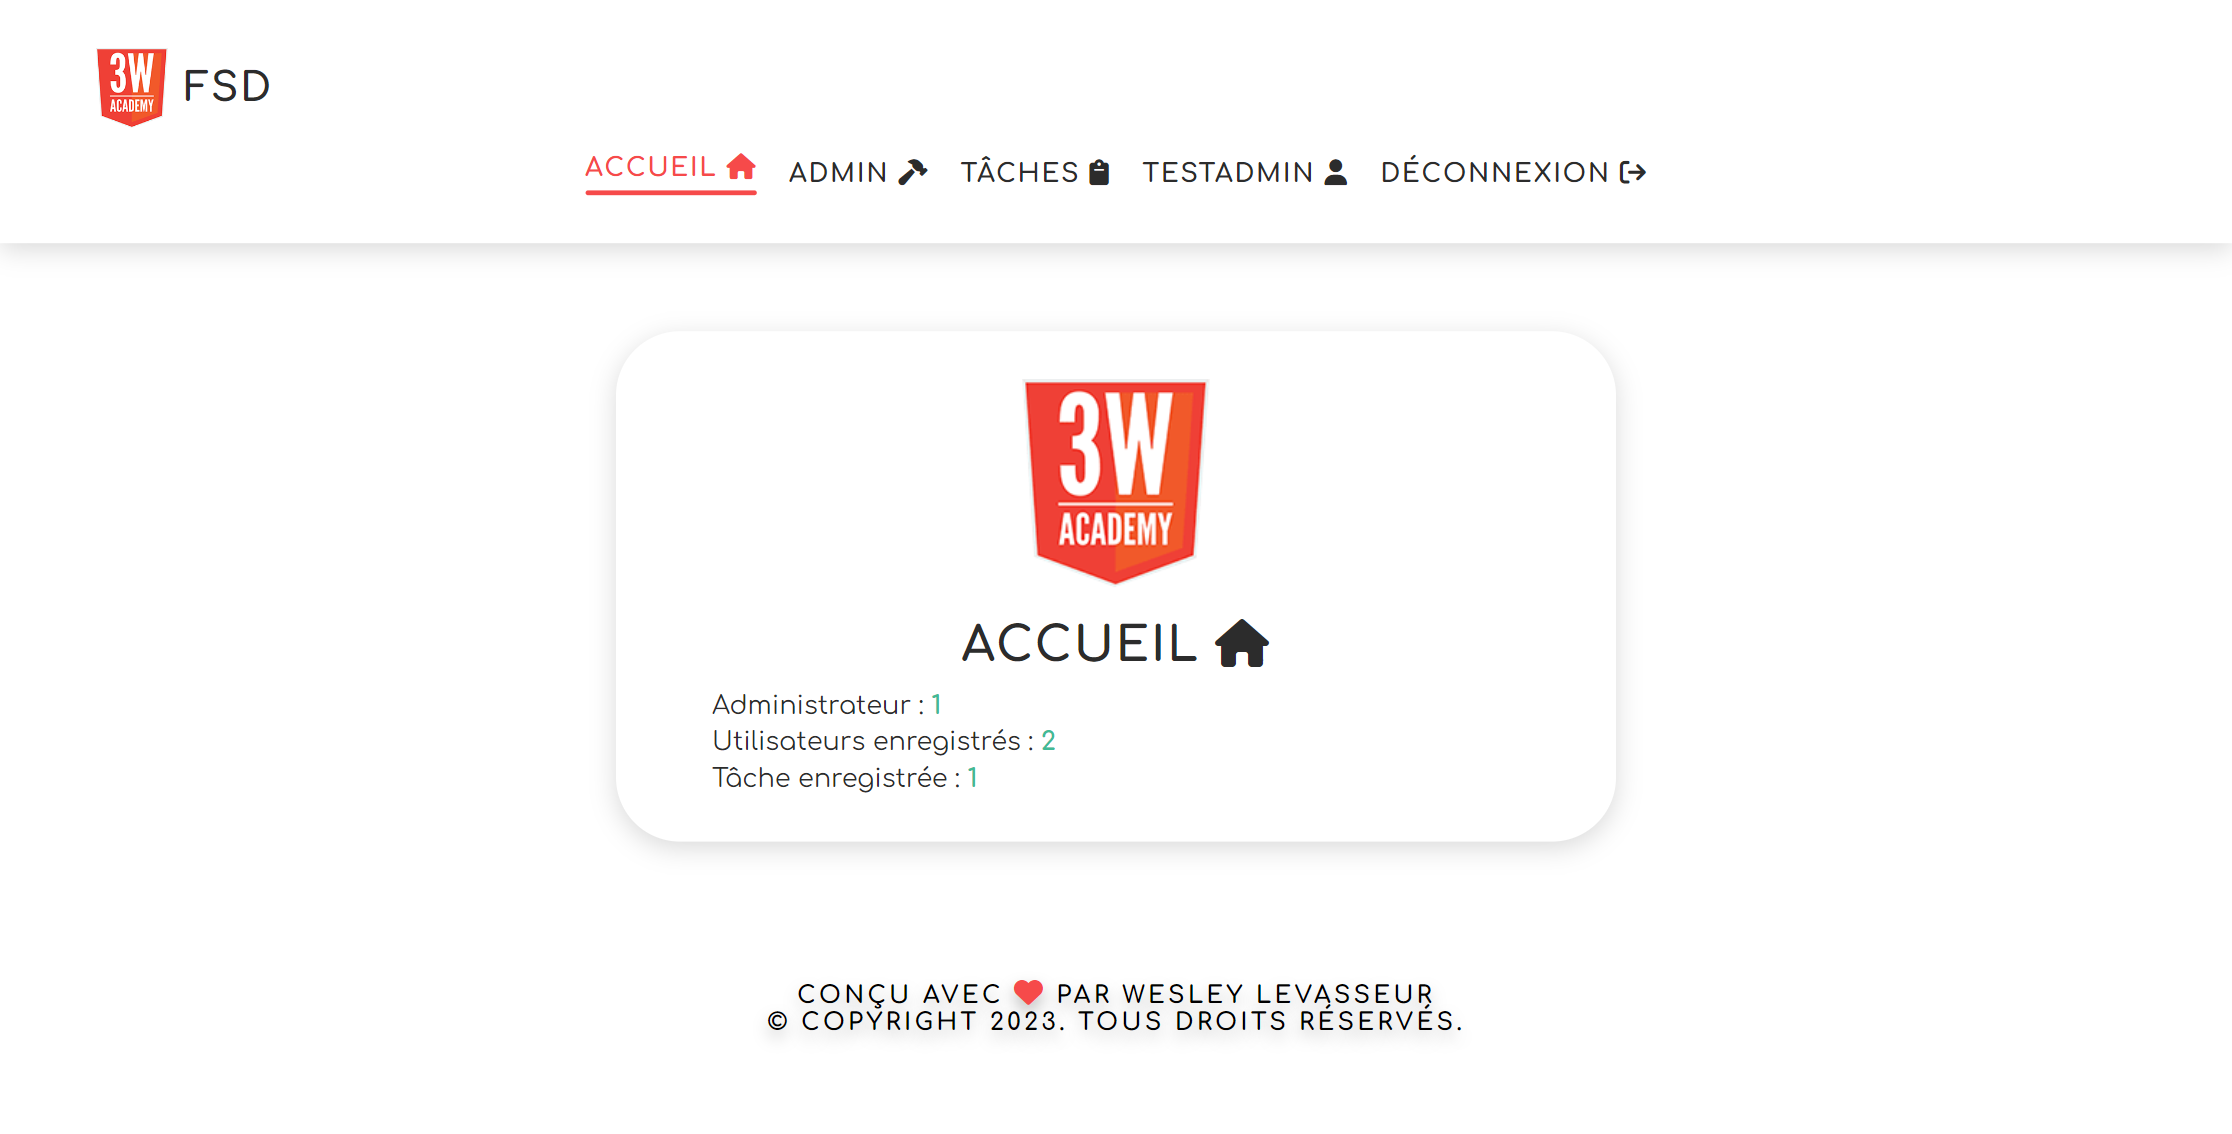 3W
ACADEMY
FSD
ACCUEIL ADMIN TÂCHES TESTADMIN DÉCONNEXION
3W
ACADEMY
ACCUEIL
Administrateur : 1
Utilisateurs enregistrés : 2
Tâche enregistrée : 1
CONÇU AVEC PAR WESLEY LEVASSEUR
© COPYRIGHT 2023. TOUS DROITS RÉSERVÉS.